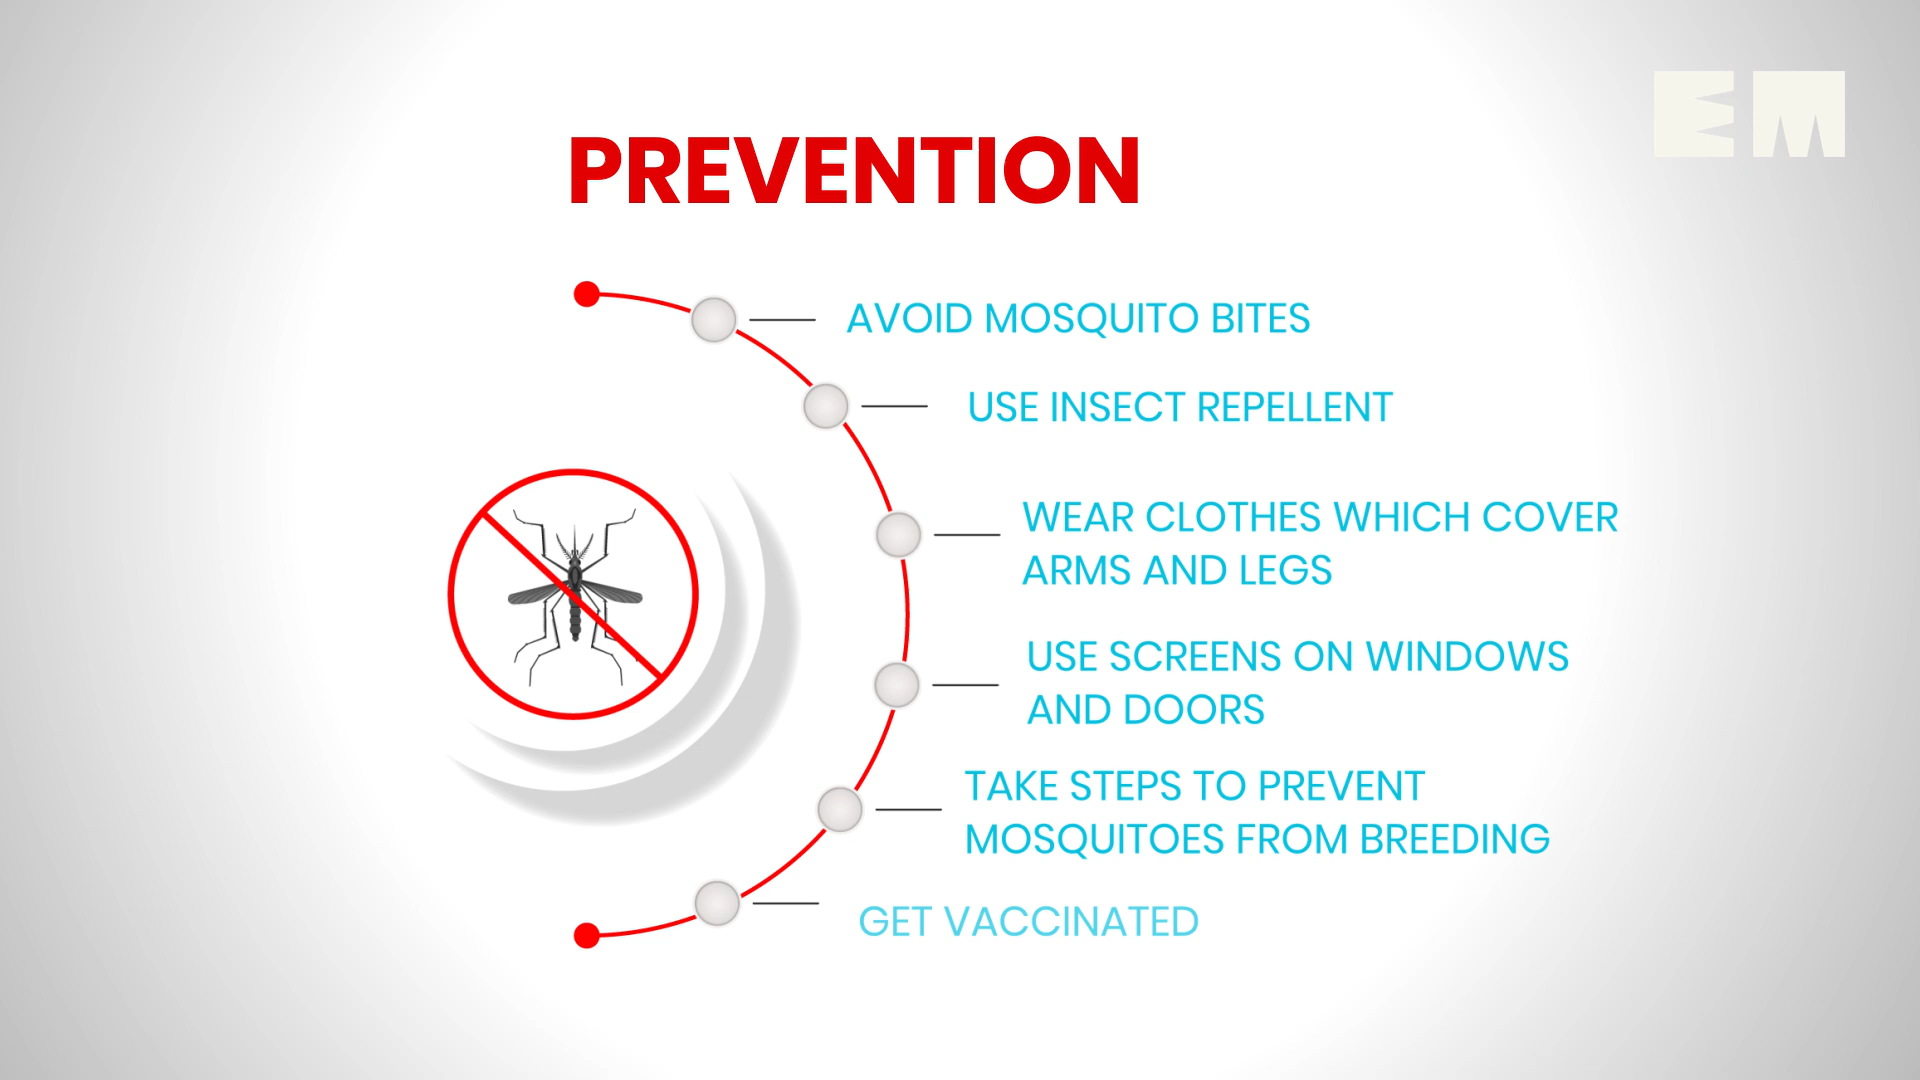 EM
PREVENTION
AVOID MOSQUITO BITES
USE INSECT REPELLENT
WEAR CLOTHES WHICH COVER
ARMS AND LEGS
USE SCREENS ON WINDOWS
AND DOORS
TAKE STEPS TO PREVENT
MOSQUITOES FROM BREEDING
GET VACCINATED